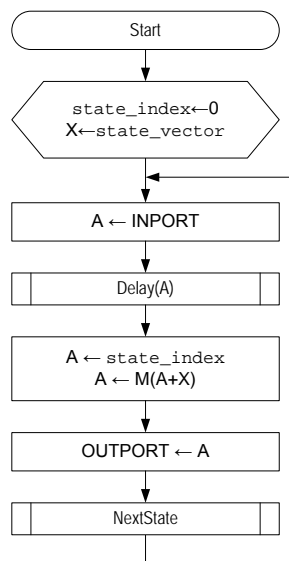 Start
state_index←0
X←state_vector
A ← INPORT
Delay(A)
A ← state_index
A ← M(A+X)
OUTPORT ← A
NextState